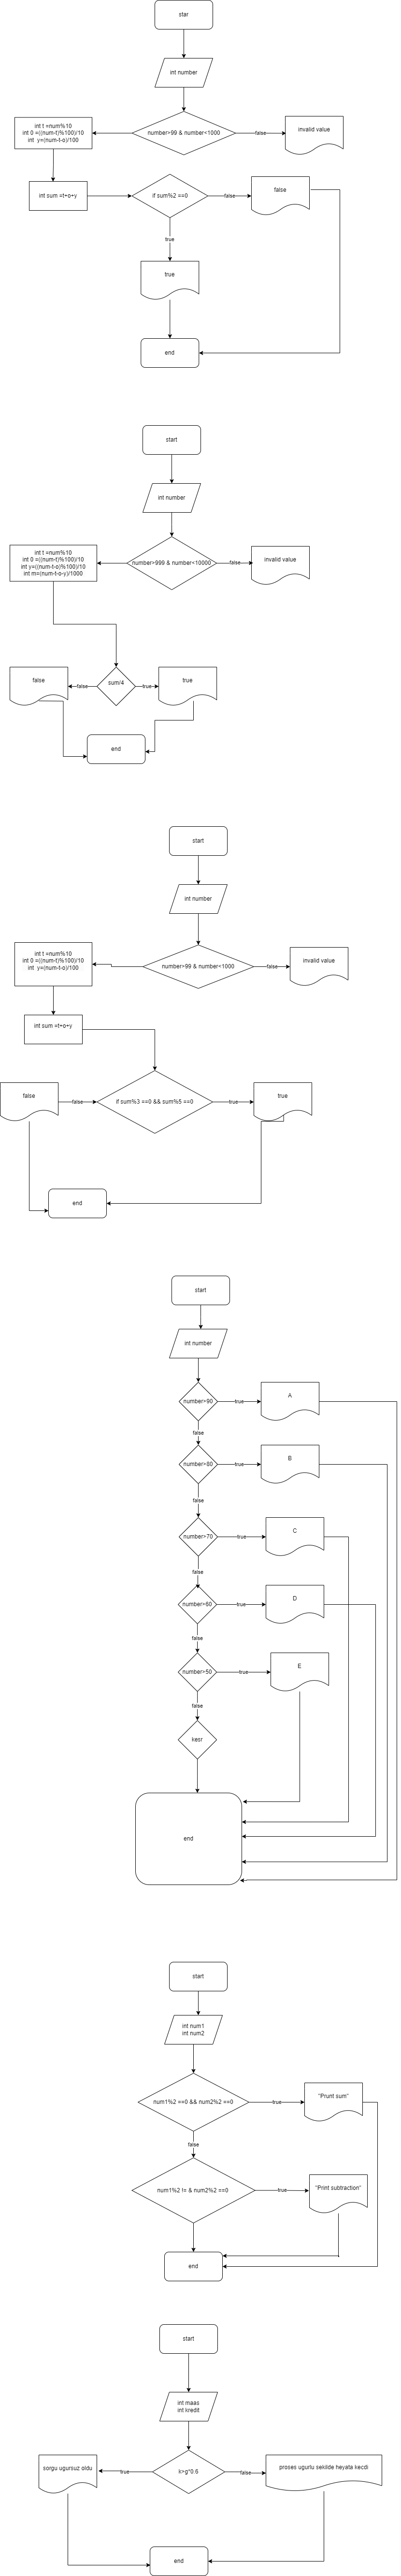 star
int number
number>99 & number<1000
false
invalid value
int t =num%10
int 0 =((num-t)%100)/10
int y=(num-t-o)/100
int sum =t+o+y
if sum%2 ==0
false
false
true
true
end
start
int number
number>999 & number<10000
false
invalid value
int t =num%10
int 0 =((num-t)%100)/10
int y=((num-t-o)%100)/10
int m=(num-t-o-y)/1000
false
false
sum/4
true
true
end
start
int number
number>99 & number<1000
false
invalid value
int t =num%10
int 0 =((num-t)%100)/10
int y=(num-t-o)/100
int sum =t+o+y
false
false
if sum%3 ==0 && sum%5 ==0
true
true
end
start
int number
number>90
true
A
false
number>80
true
B
false
number>70
true
C
false
number>60
true
D
false
number>50
true
E
false
kesr
end
start
int num1
int num2
num1%2 ==0 && num2%2 ==0
true
"Prunt sum"
false
num1%2 != & num2%2 ==0
true
"Print subtraction"
end
start
int maas
int kredit
sorgu ugursuz oldu
true
k>g*0.6
false
proses ugurlu sekilde heyata kecdi
end